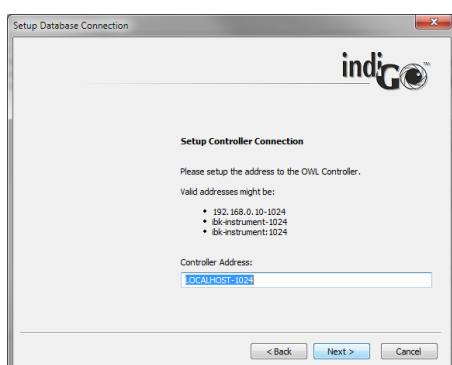 Setup Database Connection
indiGo™
Setup Controller Connection
Please setup the address to the OWL Controller.
Valid addresses might be:
• 192.168.0.10-1024
• ibk-instrument-1024
• ibk-instrument:1024
Controller Address:
LOCALHOST-1024
< Back Next > Cancel